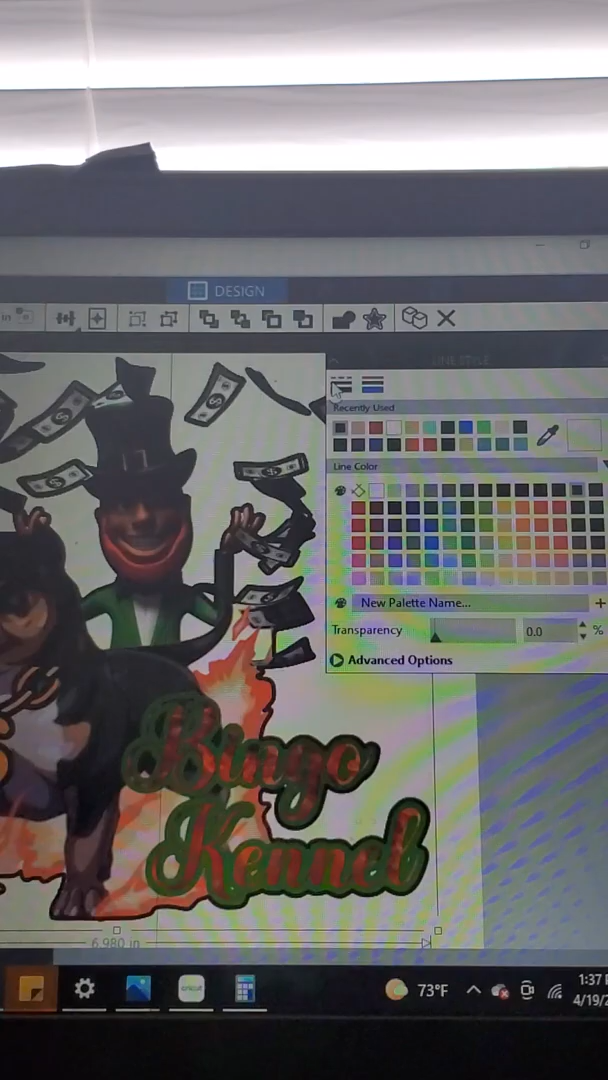 DESIGN
LINE STYLE
Recently Used
Line Color
New Palette Name...
Transparency
0.0
%
Advanced Options
Bingo
Kennel
6.980 in
cricut
73°F
1:37
4/19/2